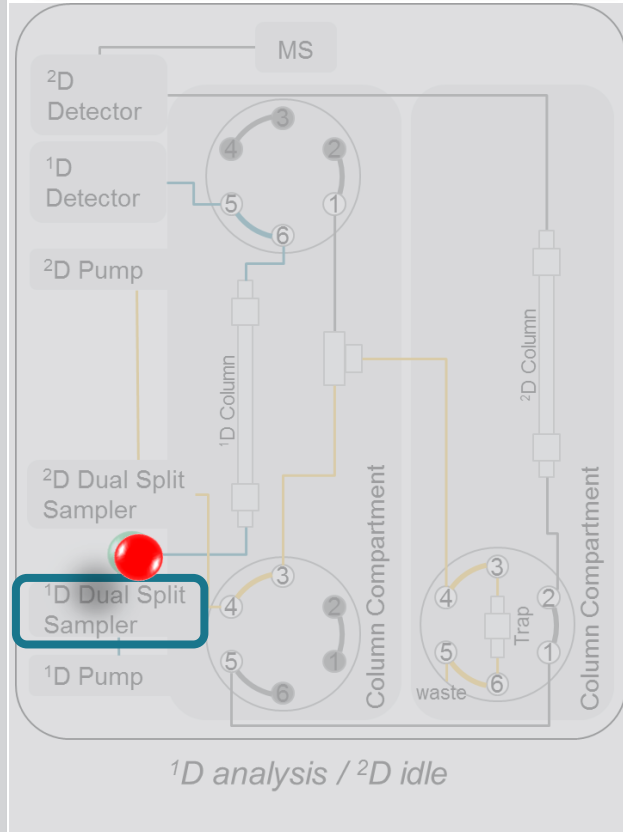 MS
²D
Detector
¹D
Detector
²D Pump
3
4
2
5
1
6
¹D Column
²D Column
²D Dual Split
Sampler
¹D Dual Split
Sampler
¹D Pump
3
4
2
5
1
6
Column Compartment
3
4
2
5
1
6
Trap
waste
Column Compartment
¹D analysis / ²D idle